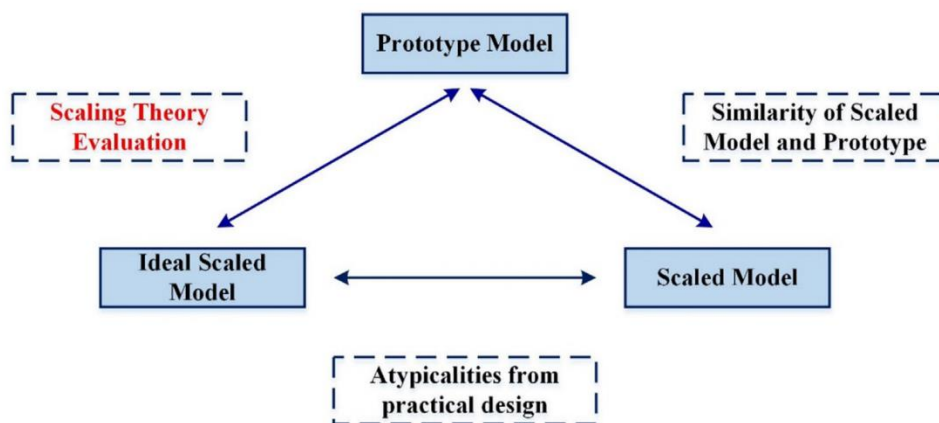 Prototype Model
Scaling Theory
Evaluation
Similarity of Scaled
Model and Prototype
Ideal Scaled
Model
Scaled Model
Atypicalities from
practical design